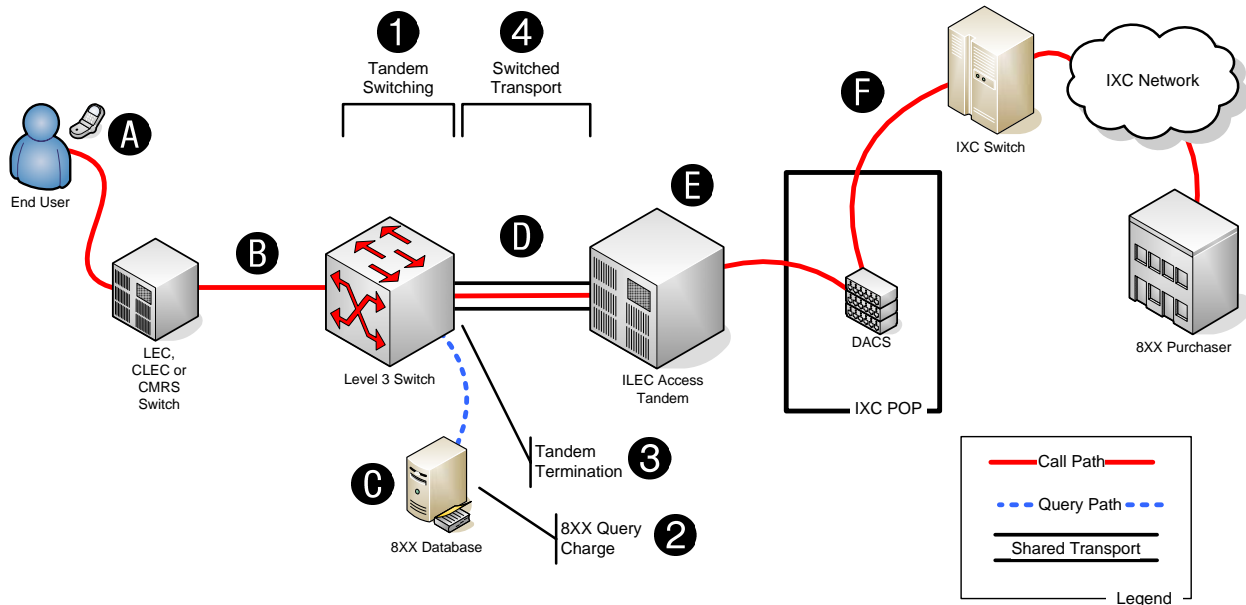 1
4
Tandem
Switching
Switched
Transport
A
F
IXC Network
End User
IXC Switch
E
B
D
LEC,
CLEC or
CMRS
Switch
Level 3 Switch
ILEC Access
Tandem
DACS
IXC POP
8XX Purchaser
Tandem
Termination
3
C
8XX Database
8XX Query
Charge
2
Call Path
Query Path
Shared Transport
Legend